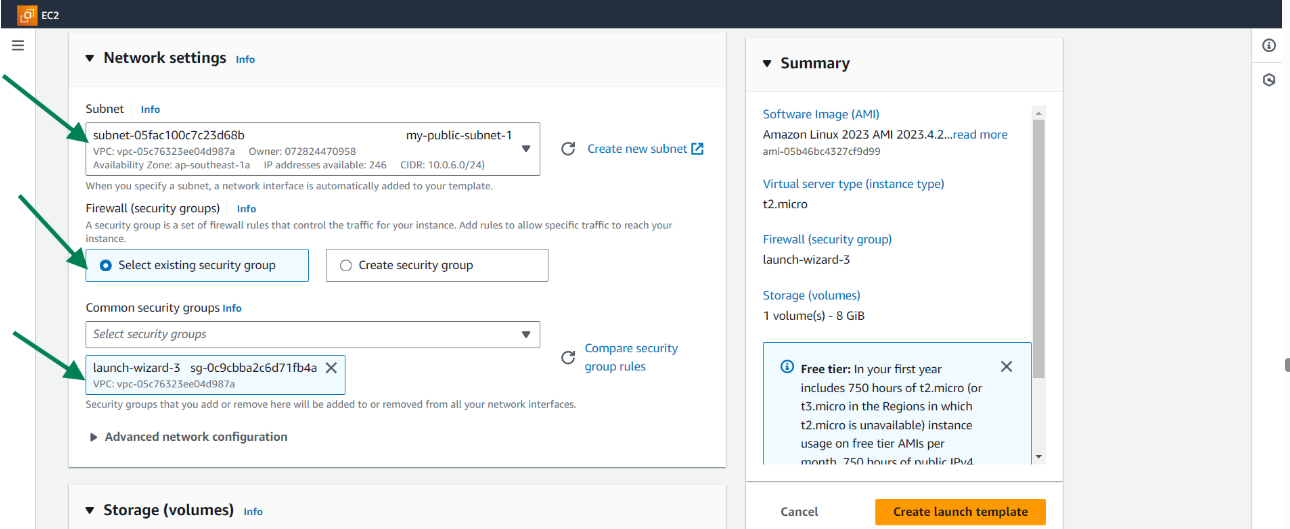 EC2
Network settings Info
Subnet Info
subnet-05fac100c7c23d68b my-public-subnet-1
VPC: vpc-05c76323ee04d987a Owner: 072824470958
Availability Zone: ap-southeast-1a IP addresses available: 246 CIDR: 10.0.6.0/24)
Create new subnet
When you specify a subnet, a network interface is automatically added to your template.
Firewall (security groups) Info
A security group is a set of firewall rules that control the traffic for your instance. Add rules to allow specific traffic to reach your
instance.
Select existing security group
Create security group
Common security groups Info
Select security groups
launch-wizard-3 sg-0c9cbba2c6d71fb4a
VPC: vpc-05c76323ee04d987a
Compare security
group rules
Security groups that you add or remove here will be added to or removed from all your network interfaces.
Advanced network configuration
Storage (volumes) Info
Summary
Software Image (AMI)
Amazon Linux 2023 AMI 2023.4.2...read more
ami-05b46bc4327cf9d99
Virtual server type (instance type)
t2.micro
Firewall (security group)
launch-wizard-3
Storage (volumes)
1 volume(s) - 8 GiB
Free tier: In your first year
includes 750 hours of t2.micro (or
t3.micro in the Regions in which
t2.micro is unavailable) instance
usage on free tier AMIs per
month, 750 hours of public IPv4
Cancel
Create launch template